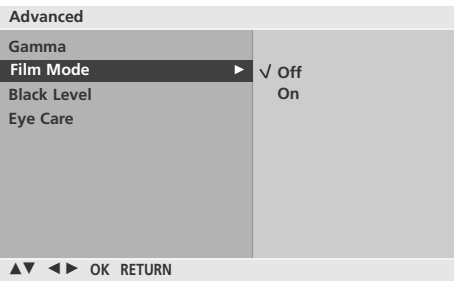 Advanced
Gamma
Film Mode ►
√ Off
On
Black Level
Eye Care
▲▼ ◄► OK RETURN